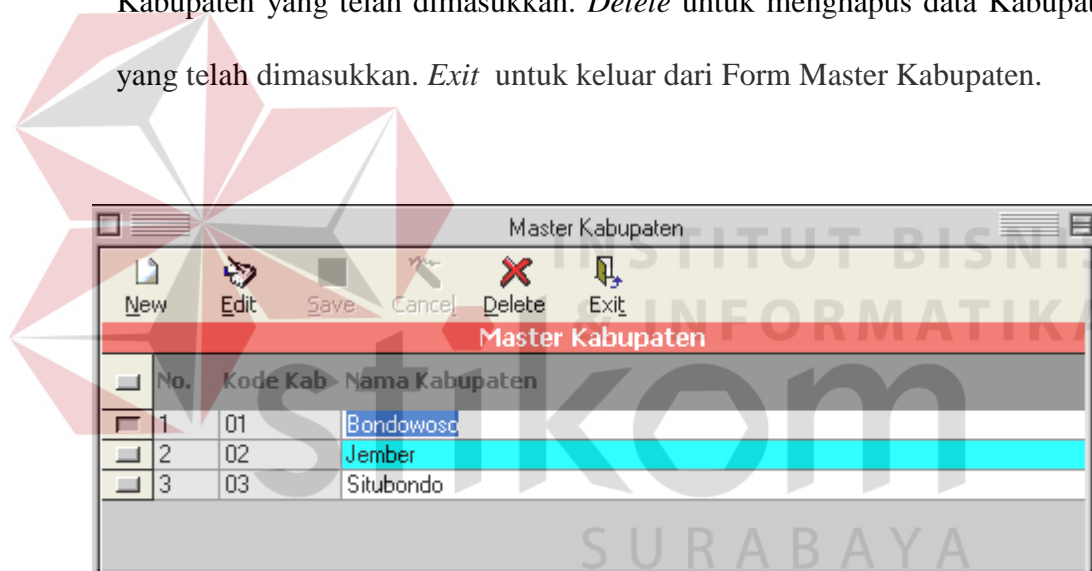 Kabupaten yang telah dimasukkan. Delete untuk menghapus data Kabupat
yang telah dimasukkan. Exit untuk keluar dari Form Master Kabupaten.
Master Kabupaten
New Edit Save Cancel Delete Exit
Master Kabupaten
No. Kode Kab Nama Kabupaten
1 01 Bondowoso
2 02 Jember
3 03 Situbondo
INSTITUT BISNIS
& INFORMATIKA
stikom
SURABAYA